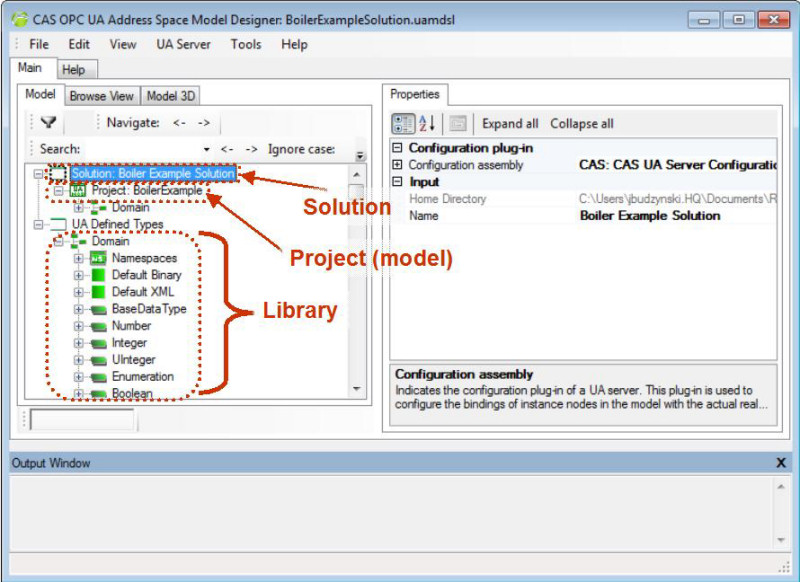 CAS OPC UA Address Space Model Designer: BoilerExampleSolution.uamdsl
File Edit View UA Server Tools Help
Main Help
Model Browse View Model 3D
Navigate: <- ->
Search: <- -> Ignore case:
Solution: Boiler Example Solution
UA Project: BoilerExample
Domain
UA Defined Types
Domain
Namespaces
Default Binary
Default XML
BaseDataType
Number
Integer
UInteger
Enumeration
Boolean
Solution
Project (model)
Library
Properties
Expand all Collapse all
Configuration plug-in
Configuration assembly CAS: CAS UA Server Configuratio
Input
Home Directory C:\Users\jbudzynski.HQ\Documents\R
Name Boiler Example Solution
Configuration assembly
Indicates the configuration plug-in of a UA server. This plug-in is used to
configure the bindings of instance nodes in the model with the actual real...
Output Window X